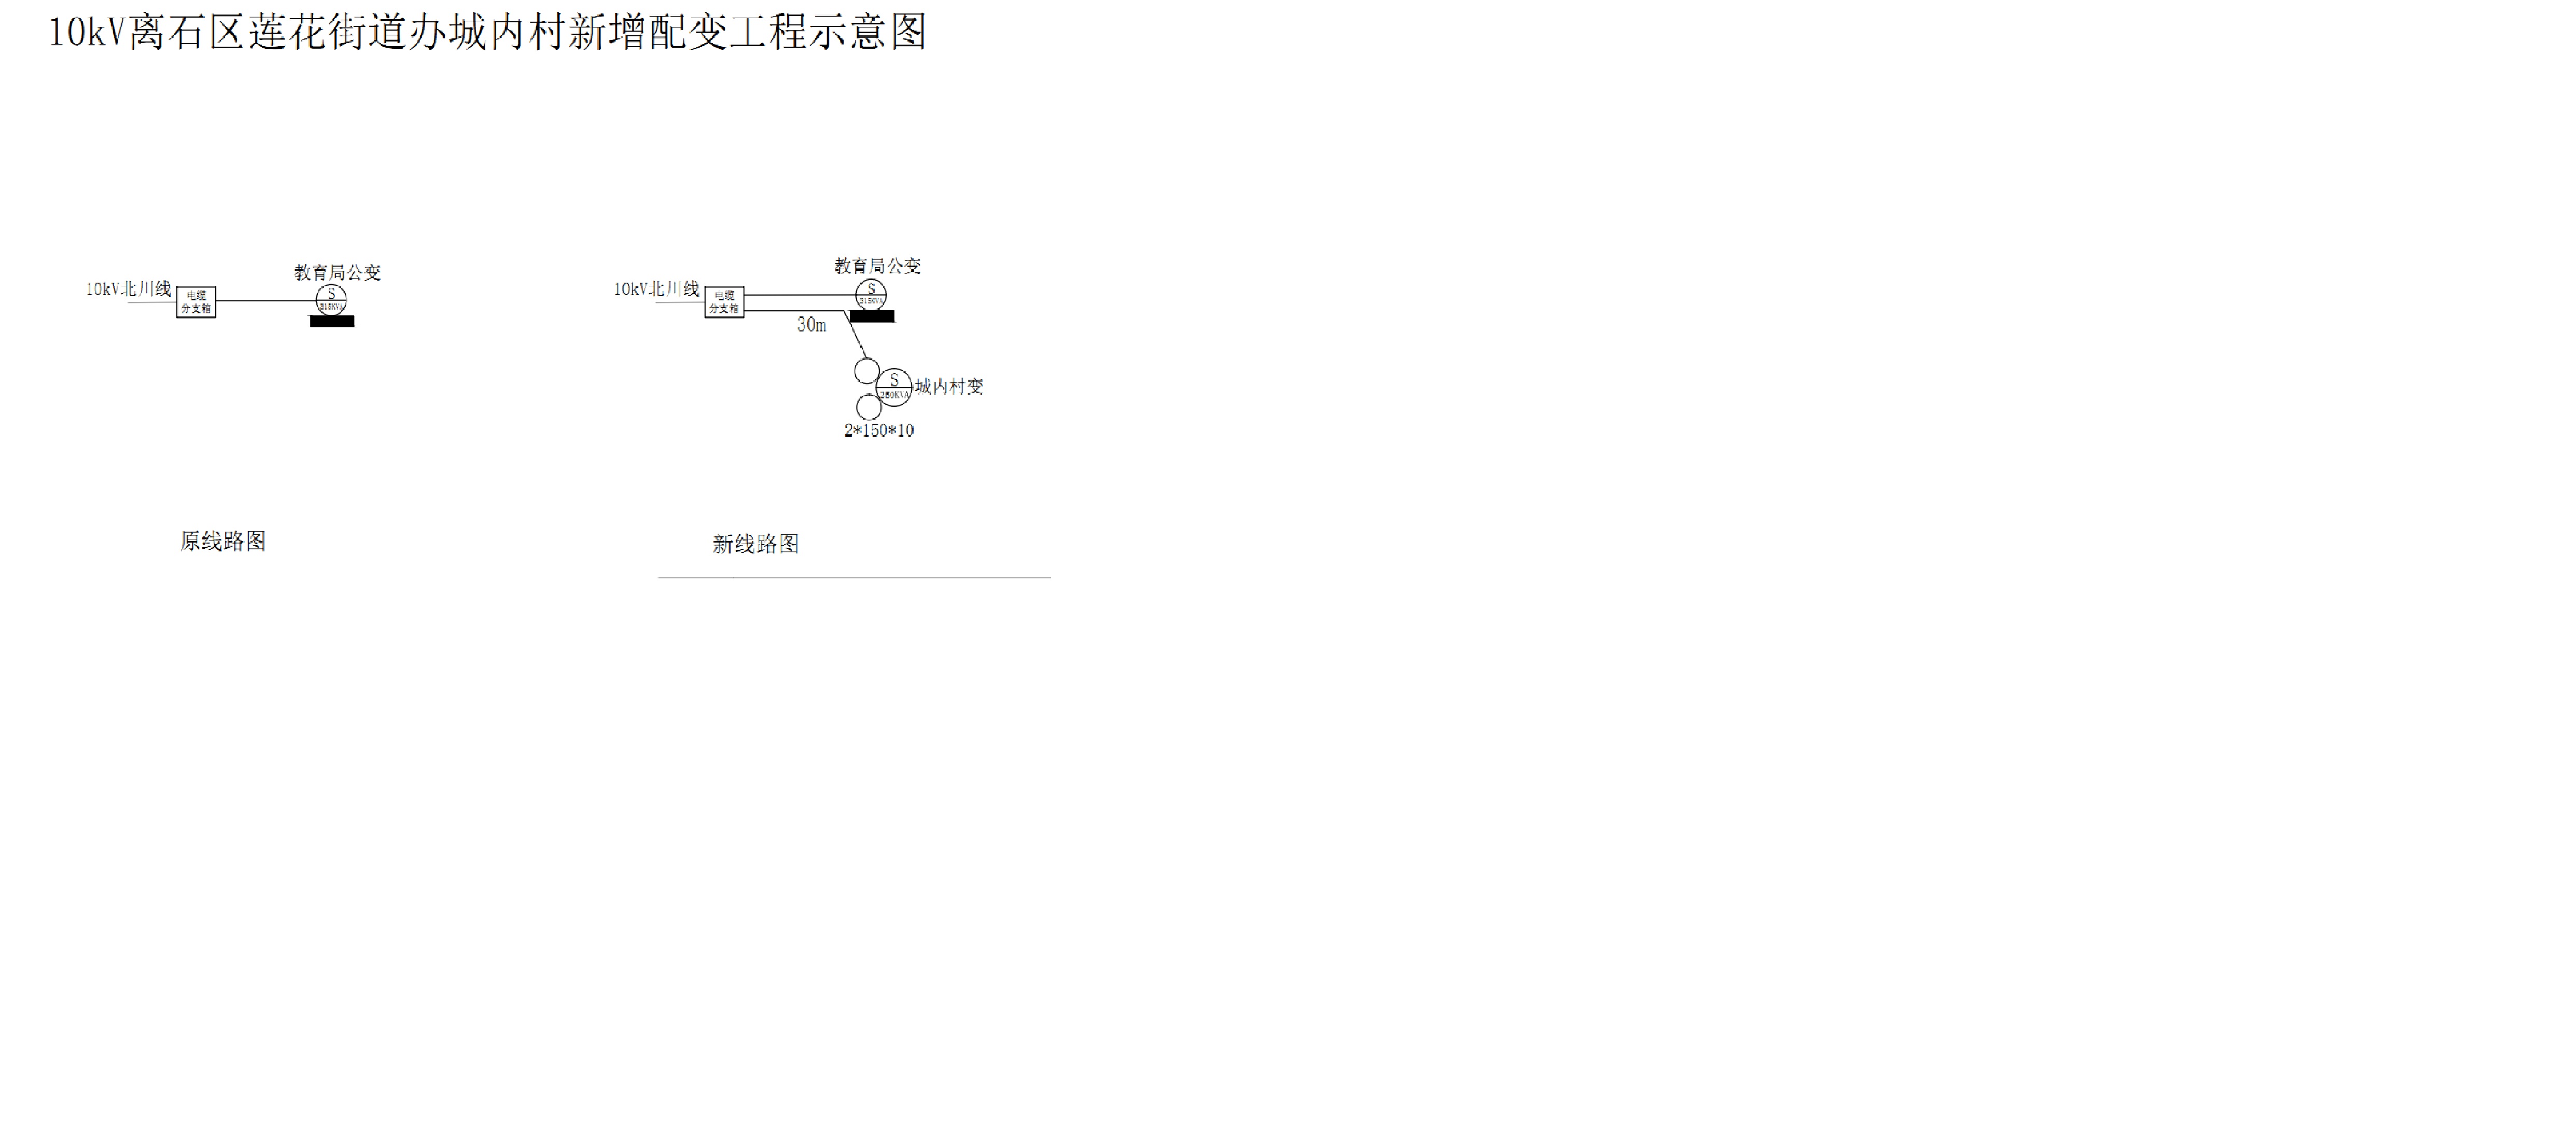 10kV离石区莲花街道办城内村新增配变工程示意图
教育局公变
10kV北川线
电缆
分支箱
S
315KVA
原线路图
教育局公变
10kV北川线
电缆
分支箱
S
315KVA
30m
S
250KVA
城内村变
2*150*10
新线路图